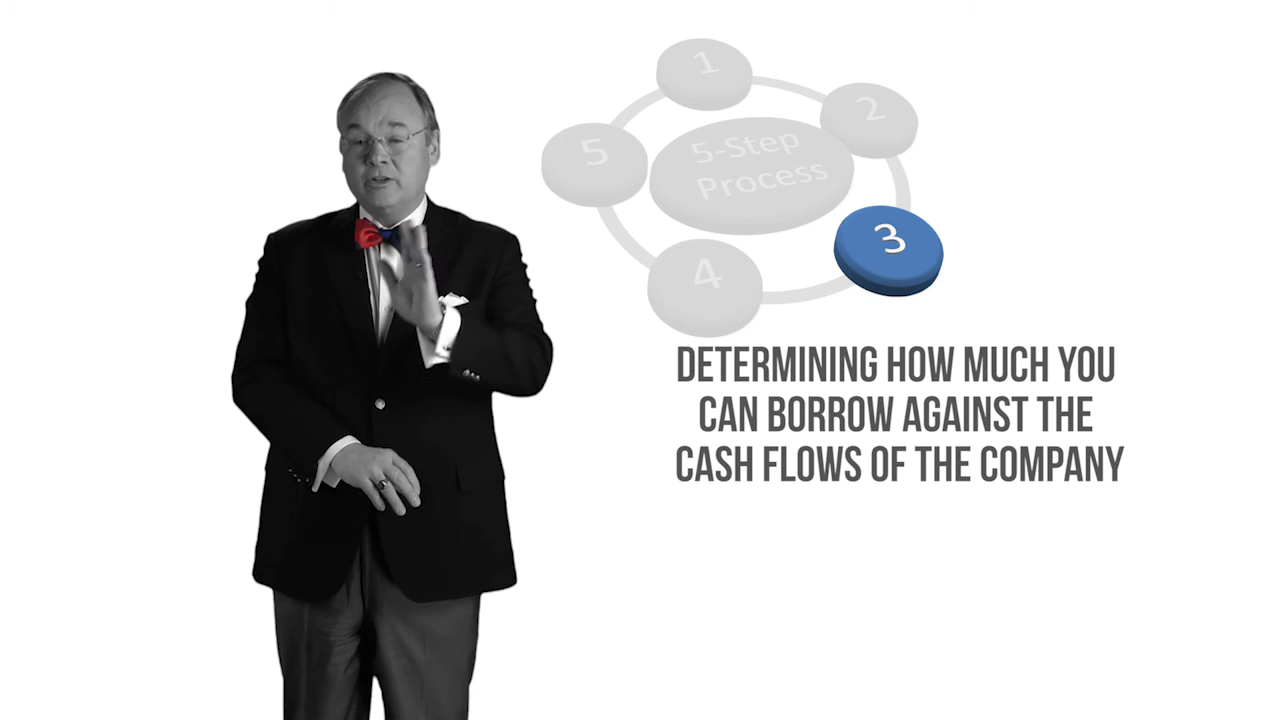 1
2
5
5-Step
Process
3
4
DETERMINING HOW MUCH YOU
CAN BORROW AGAINST THE
CASH FLOWS OF THE COMPANY